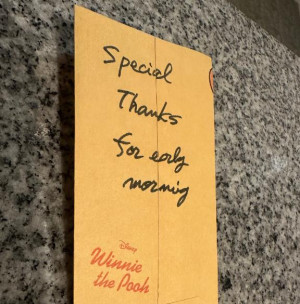 Special
Thanks
for early
morning
Disney
Winnie
the Pooh